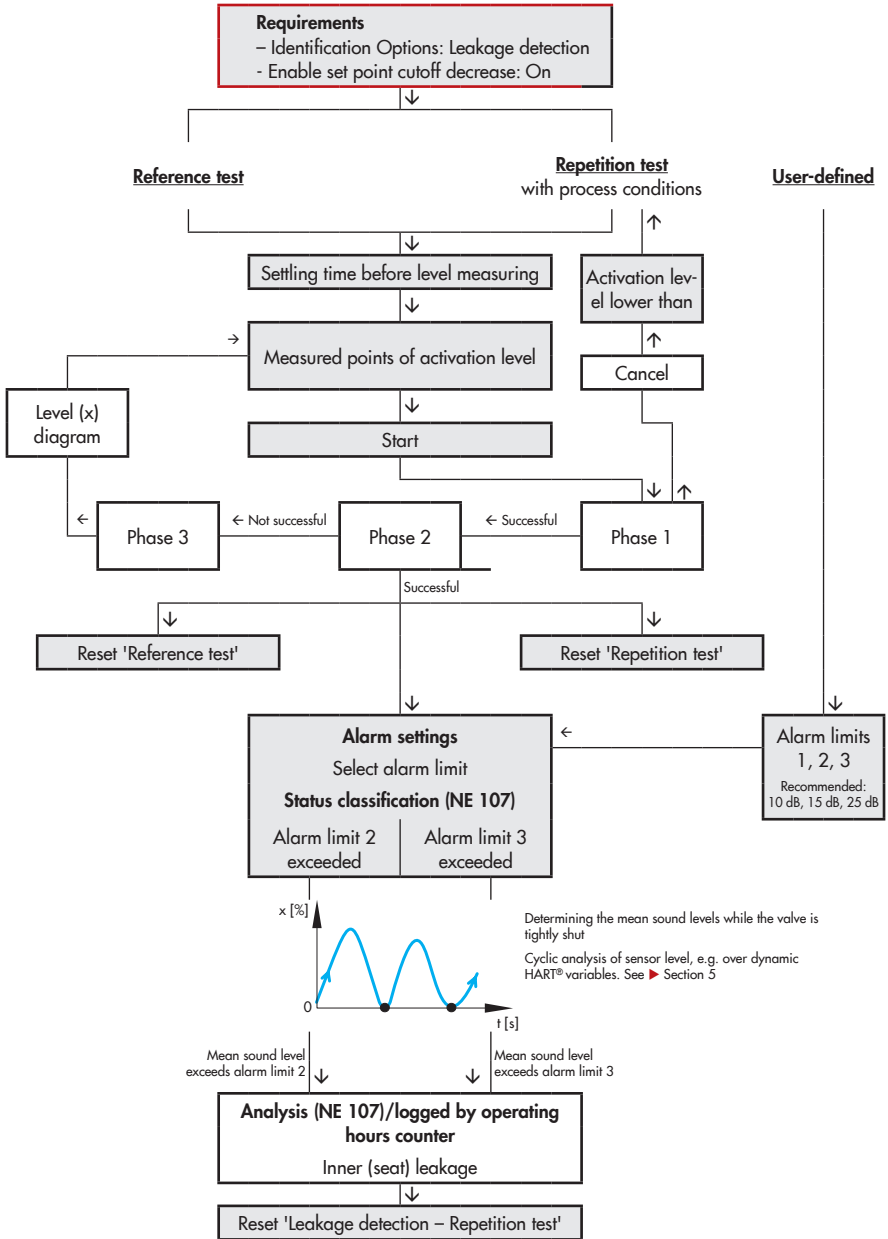 Requirements
– Identification Options: Leakage detection
- Enable set point cutoff decrease: On
Reference test
Repetition test
with process conditions
User-defined
Settling time before level measuring
Activation lev-
el lower than
Measured points of activation level
Cancel
Level (x)
diagram
Start
Phase 3
← Not successful
Phase 2
← Successful
Phase 1
Successful
Reset 'Reference test'
Reset 'Repetition test'
Alarm settings
Select alarm limit
Status classification (NE 107)
Alarm limit 2
exceeded
Alarm limit 3
exceeded
Alarm limits
1, 2, 3
Recommended:
10 dB, 15 dB, 25 dB
x [%]
0
t [s]
Determining the mean sound levels while the valve is
tightly shut
Cyclic analysis of sensor level, e.g. over dynamic
HART® variables. See ▶ Section 5
Mean sound level
exceeds alarm limit 2
Mean sound level
exceeds alarm limit 3
Analysis (NE 107)/logged by operating
hours counter
Inner (seat) leakage
Reset 'Leakage detection – Repetition test'